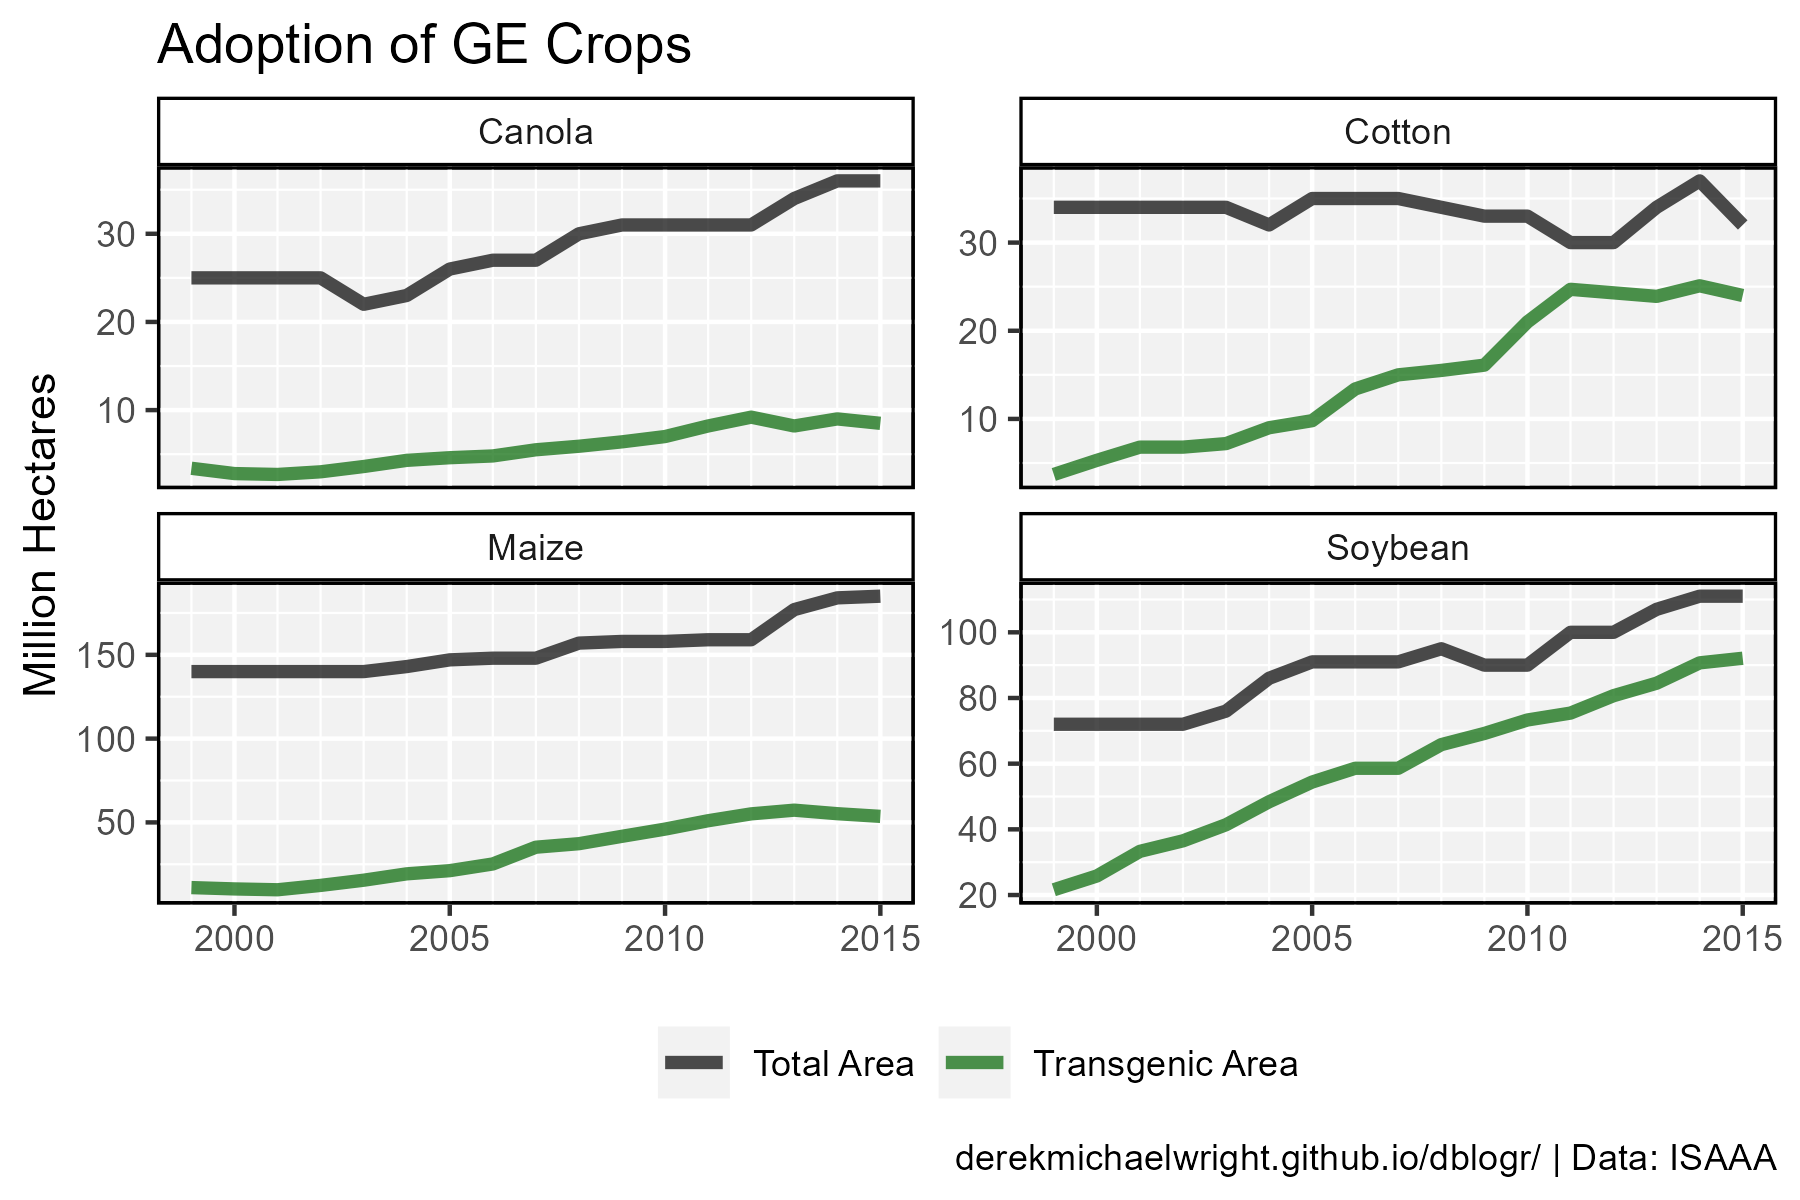 Adoption of GE Crops
Million Hectares
Canola
30
20
10
Cotton
30
20
10
Maize
150
100
50
2000 2005 2010 2015
Soybean
100
80
60
40
20
2000 2005 2010 2015
Total Area Transgenic Area
derekmichaelwright.github.io/dblogr/ | Data: ISAAA